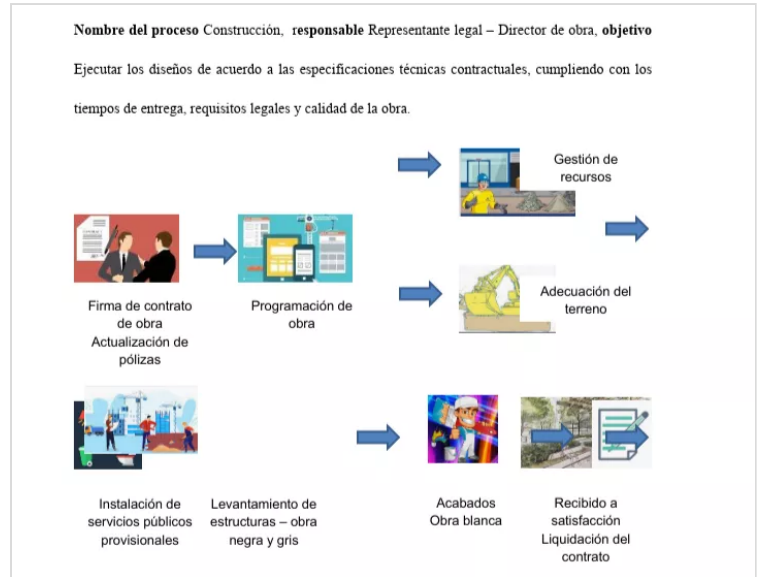 Nombre del proceso Construcción, responsable Representante legal – Director de obra, objetivo
Ejecutar los diseños de acuerdo a las especificaciones técnicas contractuales, cumpliendo con los
tiempos de entrega, requisitos legales y calidad de la obra.
Gestión de
recursos
Firma de contrato
de obra
Actualización de
pólizas
Programación de
obra
Adecuación del
terreno
Instalación de
servicios públicos
provisionales
Levantamiento de
estructuras – obra
negra y gris
Acabados
Obra blanca
Recibido a
satisfacción
Liquidación del
contrato